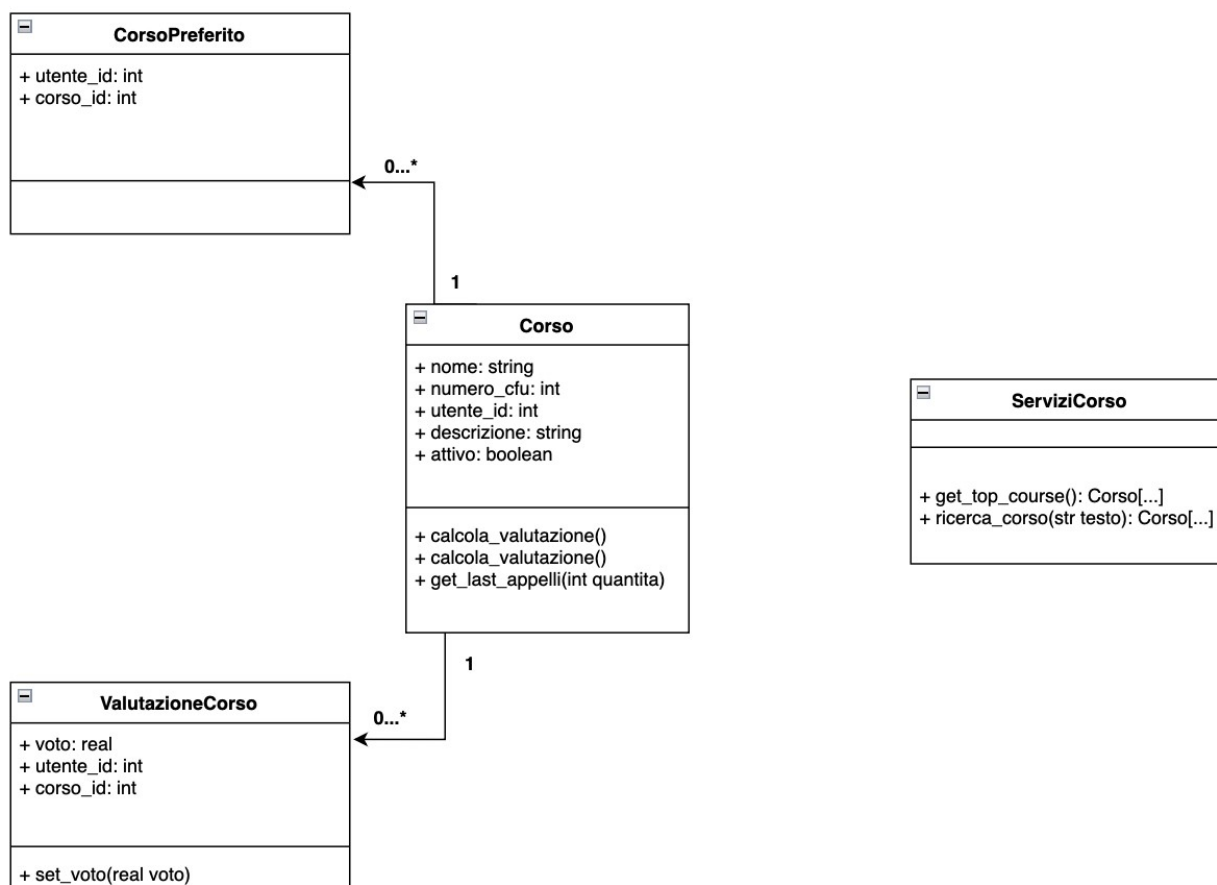 CorsoPreferito
+ utente_id: int
+ corso_id: int
0...*
1
Corso
+ nome: string
+ numero_cfu: int
+ utente_id: int
+ descrizione: string
+ attivo: boolean
+ calcola_valutazione()
+ calcola_valutazione()
+ get_last_appelli(int quantita)
ServiziCorso
+ get_top_course(): Corso[...]
+ ricerca_corso(str testo): Corso[...]
1
0...*
ValutazioneCorso
+ voto: real
+ utente_id: int
+ corso_id: int
+ set_voto(real voto)